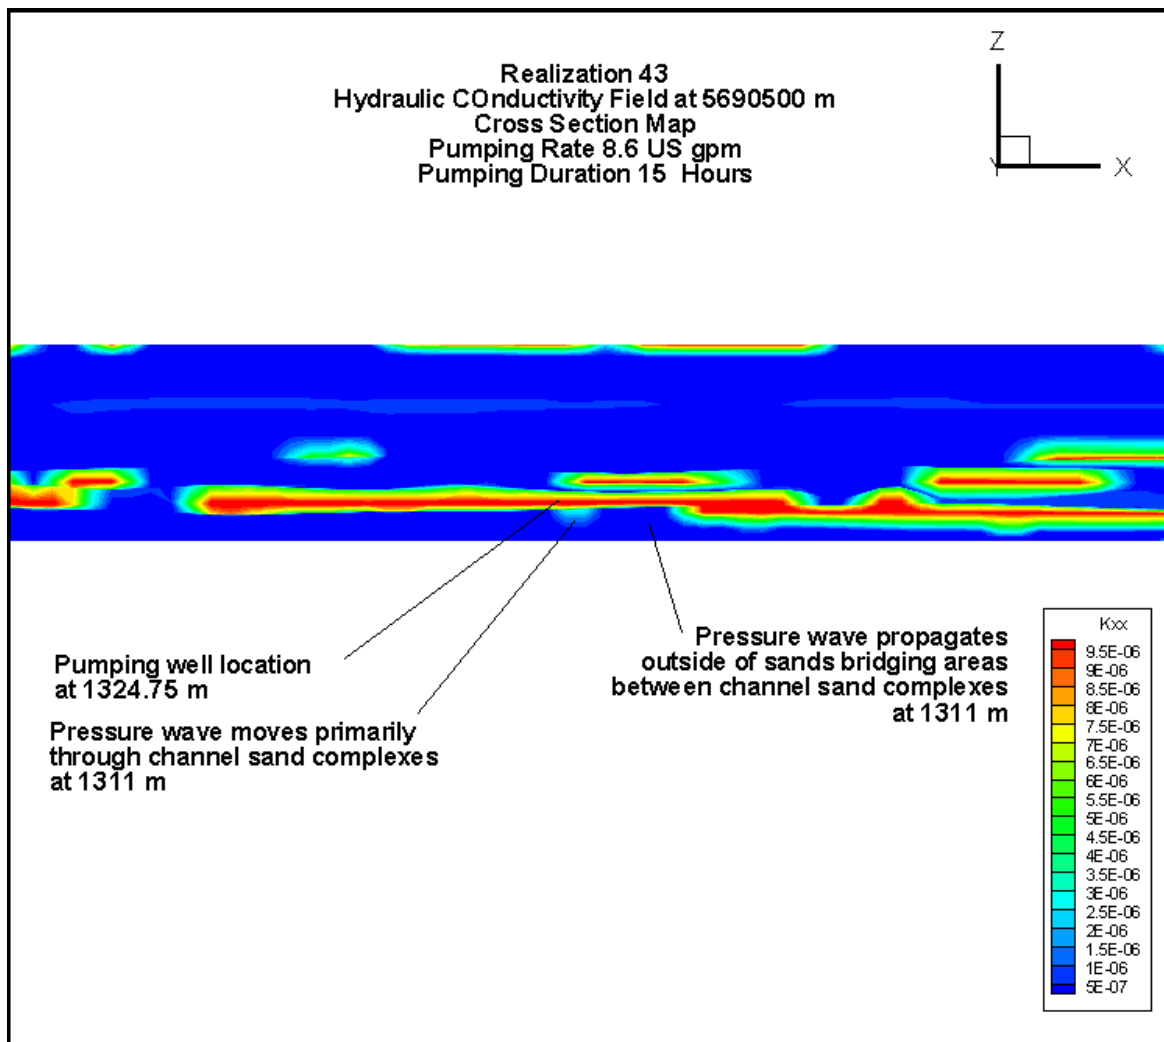 Realization 43
Hydraulic COnductivity Field at 5690500 m
Cross Section Map
Pumping Rate 8.6 US gpm
Pumping Duration 15 Hours
Z
Y
X
Pumping well location
at 1324.75 m
Pressure wave moves primarily
through channel sand complexes
at 1311 m
Pressure wave propagates
outside of sands bridging areas
between channel sand complexes
at 1311 m
Kxx
9.5E-06
9E-06
8.5E-06
8E-06
7.5E-06
7E-06
6.5E-06
6E-06
5.5E-06
5E-06
4.5E-06
4E-06
3.5E-06
3E-06
2.5E-06
2E-06
1.5E-06
1E-06
5E-07